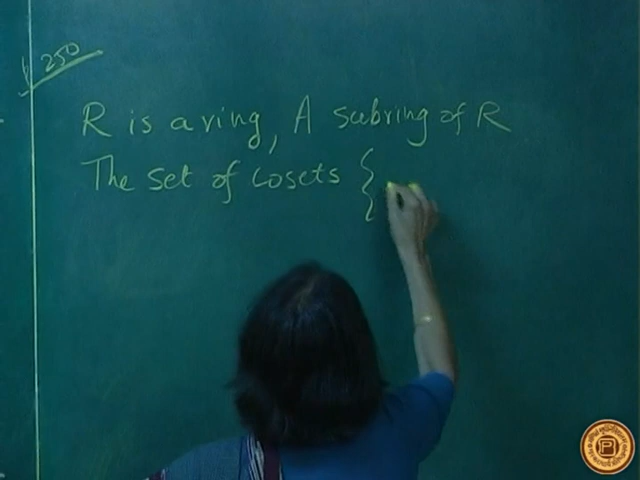 250
R is a ring, A subring of R
The set of cosets {